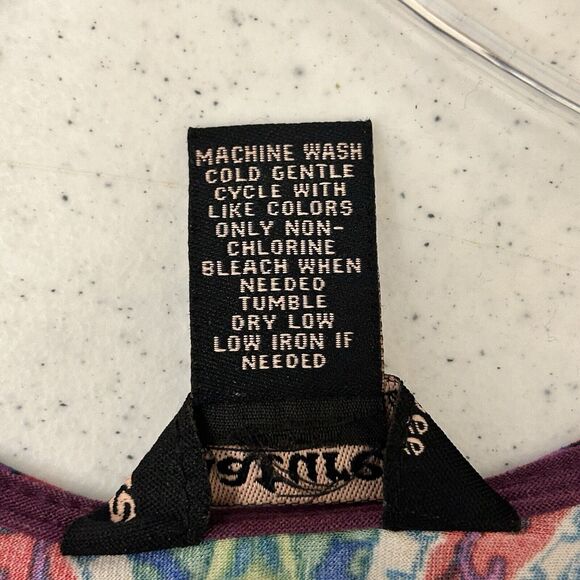 MACHINE WASH
COLD GENTLE
CYCLE WITH
LIKE COLORS
ONLY NON-
CHLORINE
BLEACH WHEN
NEEDED
TUMBLE
DRY LOW
LOW IRON IF
NEEDED